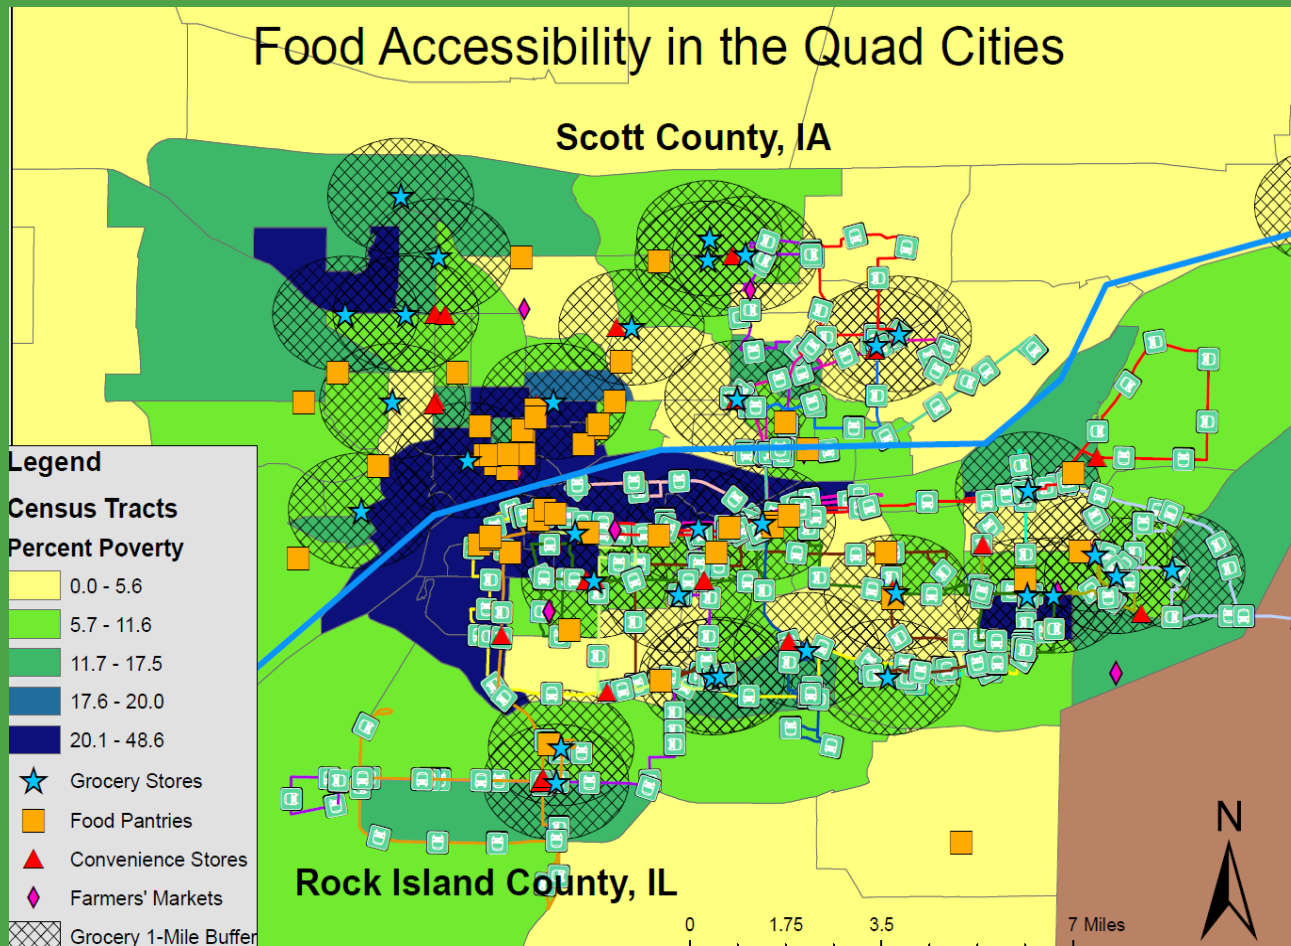 Food Accessibility in the Quad Cities
Scott County, IA
Legend
Census Tracts
Percent Poverty
0.0 - 5.6
5.7 - 11.6
11.7 - 17.5
17.6 - 20.0
20.1 - 48.6
Grocery Stores
Food Pantries
Convenience Stores
Farmers' Markets
Grocery 1-Mile Buffer
Rock Island County, IL
N
0 1.75 3.5 7 Miles